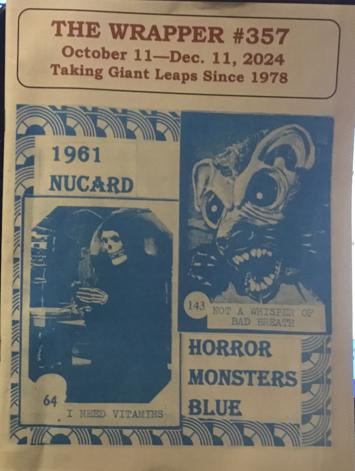 THE WRAPPER #357
October 11—Dec. 11, 2024
Taking Giant Leaps Since 1978
1961
NUCARD
143
NOT A WHISPER OF
BAD BREATH
64
I NEED VITAMINS
HORROR
MONSTERS
BLUE